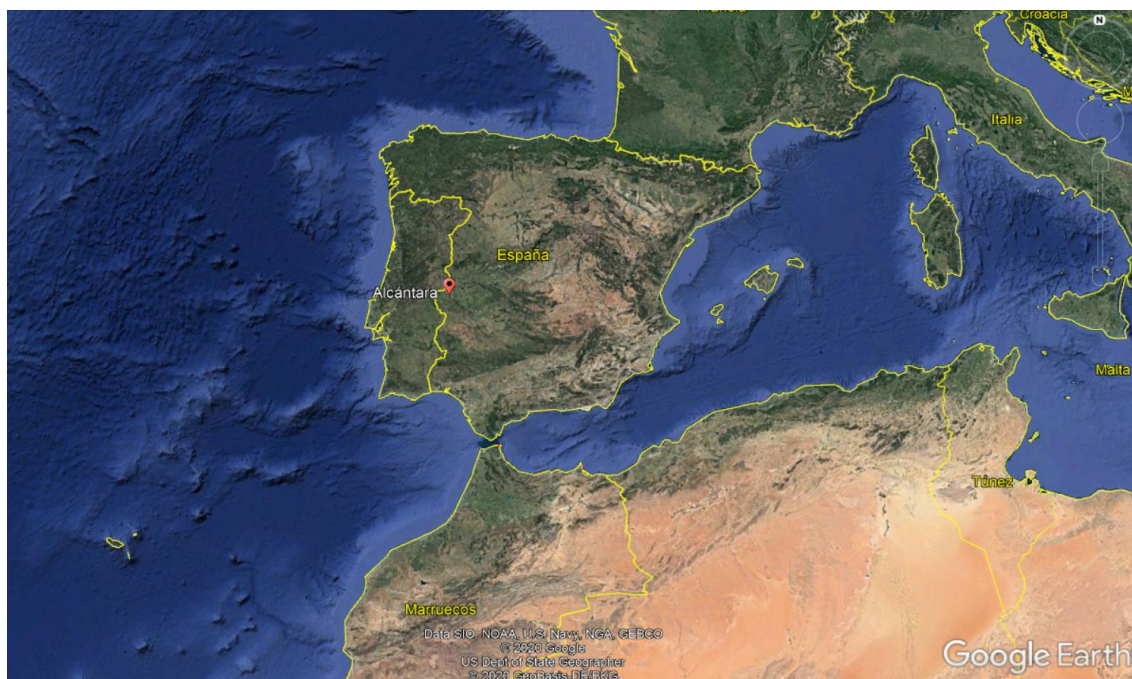 Croacia
N
Italia
España
Alcántara
Malta
Túnez
Marruecos
Data SIO, NOAA, U.S. Navy, NGA, GEBCO
© 2020 Google
US Dept of State Geographer
© 2020 GeoBasis-DE/BKG
Google Earth